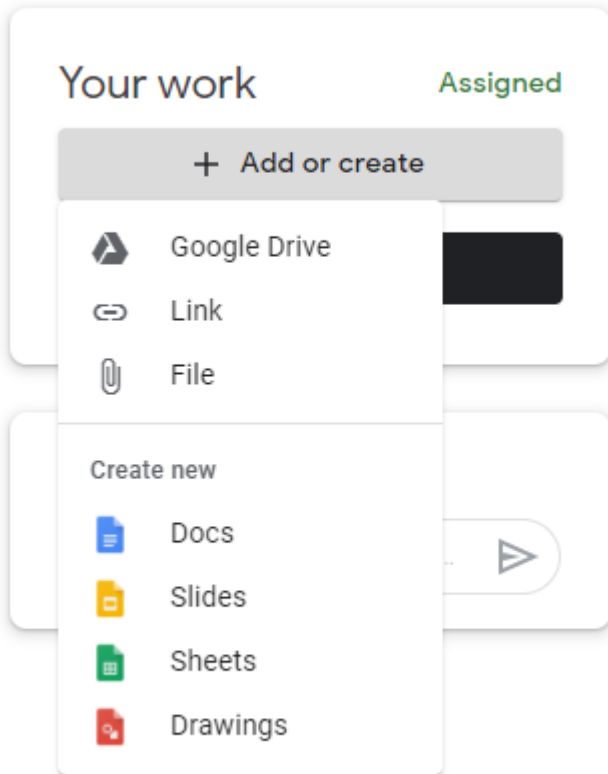 Your work
Assigned
+ Add or create
Google Drive
Link
File
Create new
Docs
Slides
Sheets
Drawings